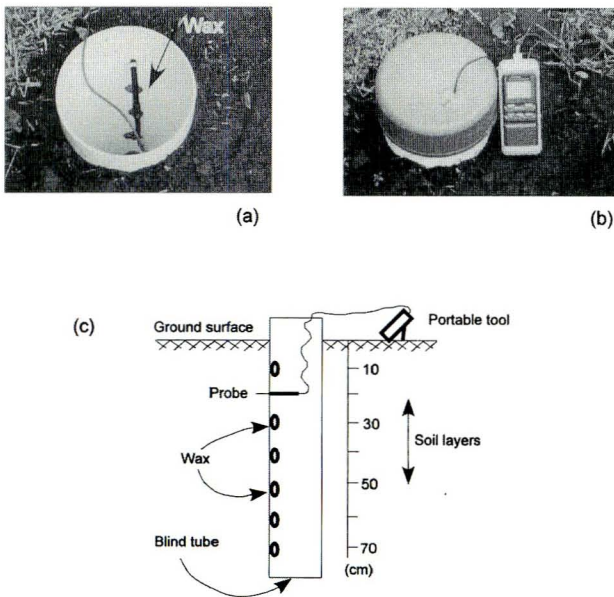 Wax
(a)
(b)
(c)
Ground surface
Portable tool
10
Probe
30
Soil layers
Wax
50
Blind tube
70
(cm)